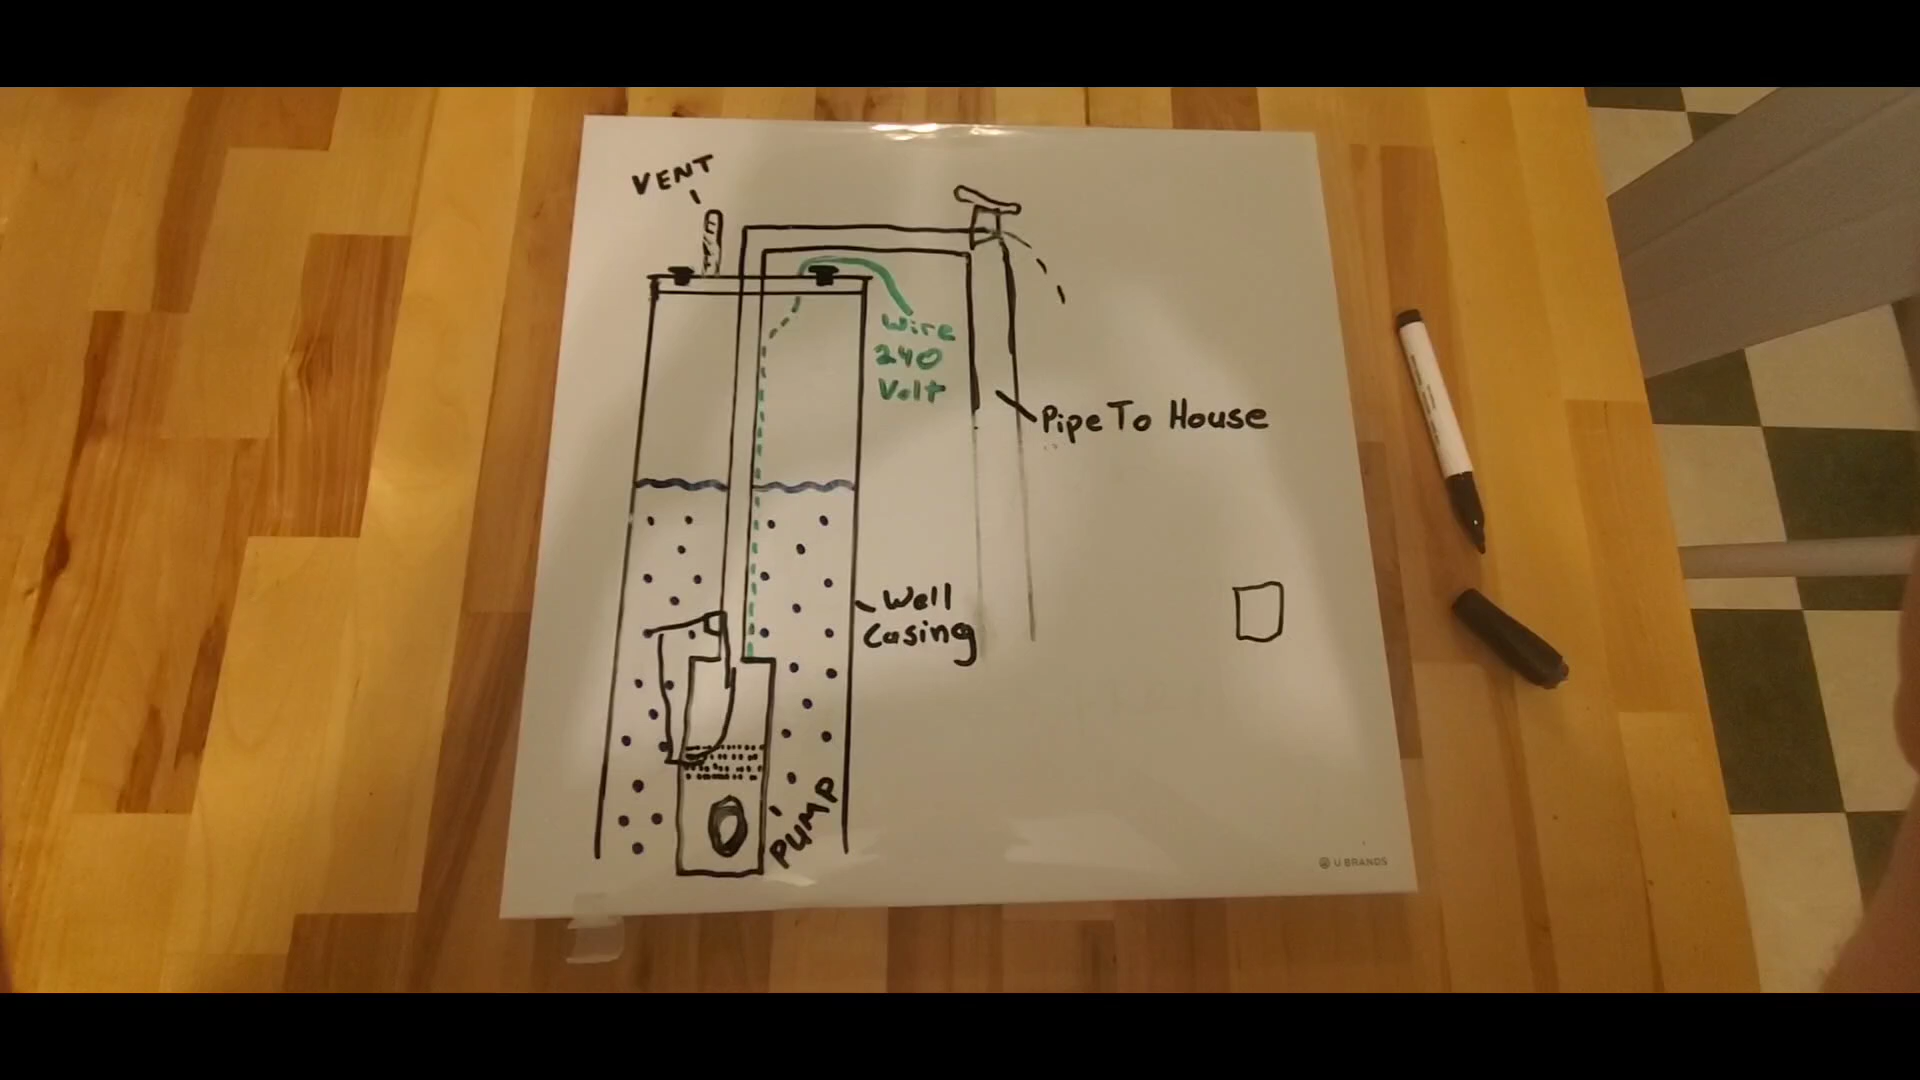 VENT
Wire
240
Volt
Pipe To House
Well
Casing
PUMP
U BRANDS